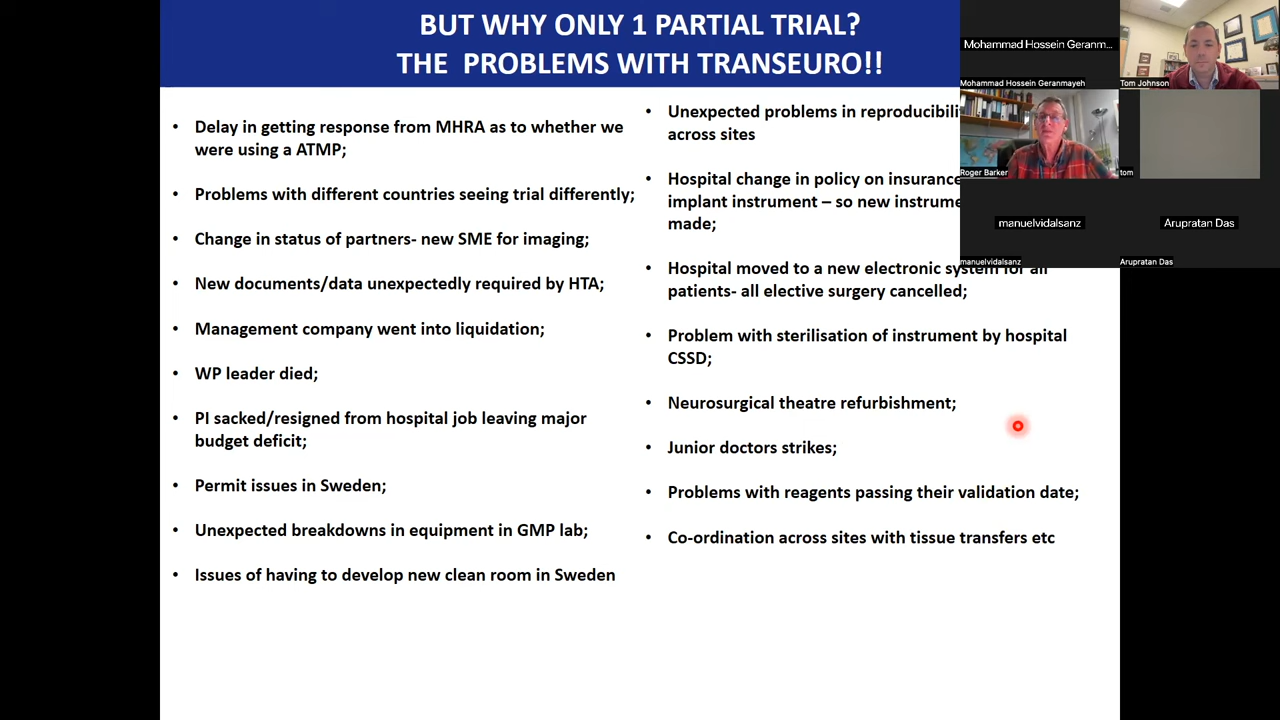 BUT WHY ONLY 1 PARTIAL TRIAL?
THE PROBLEMS WITH TRANSEURO!!
• Delay in getting response from MHRA as to whether we
were using a ATMP;
• Problems with different countries seeing trial differently;
• Change in status of partners- new SME for imaging;
• New documents/data unexpectedly required by HTA;
• Management company went into liquidation;
• WP leader died;
• PI sacked/resigned from hospital job leaving major
budget deficit;
• Permit issues in Sweden;
• Unexpected breakdowns in equipment in GMP lab;
• Issues of having to develop new clean room in Sweden
• Unexpected problems in
across sites
• Hospital change in policy on insurance
implant instrument – so new
made;
• Hospital moved to a new electronic system for all
patients- all elective surgery cancelled;
• Problem with sterilisation of instrument by hospital
CSSD;
• Neurosurgical theatre refurbishment;
• Junior doctors strikes;
• Problems with reagents passing their validation date;
• Co-ordination across sites with tissue transfers etc
Mohammad Hossein Geranm...
Mohammad Hossein Geranmayeh
Tom Johnson
Roger Barker
tom
manuelvidalsanz
manuelvidalsanz
Arupratan Das
Arupratan Das